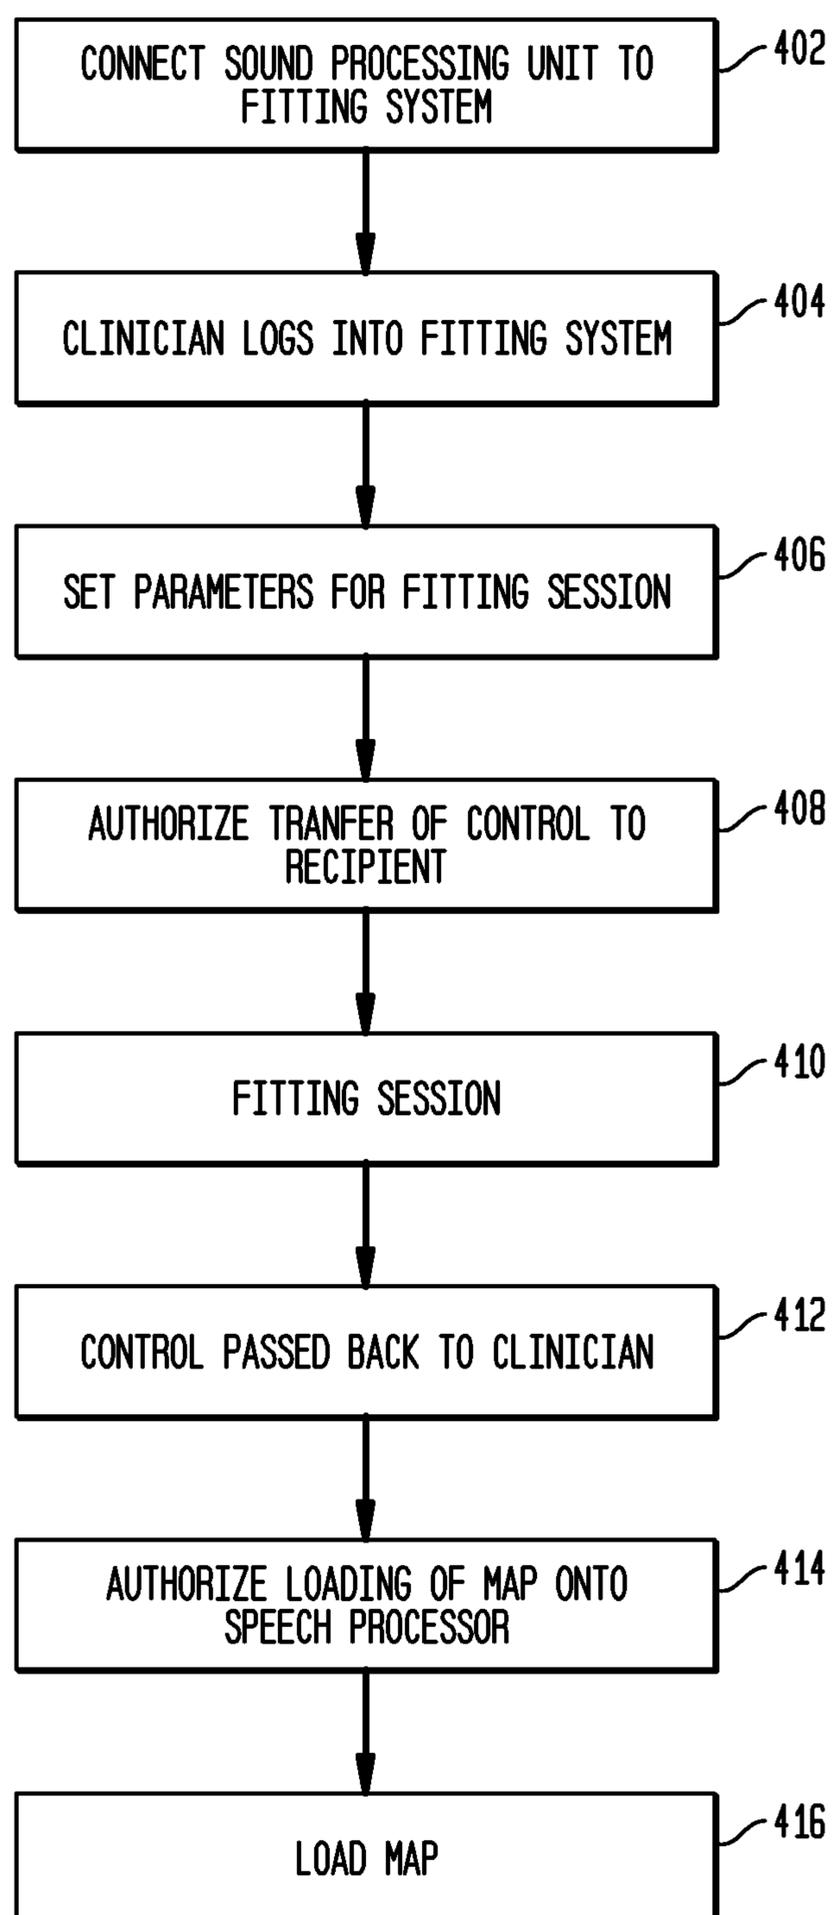 CONNECT SOUND PROCESSING UNIT TO
FITTING SYSTEM
402
CLINICIAN LOGS INTO FITTING SYSTEM
404
SET PARAMETERS FOR FITTING SESSION
406
AUTHORIZE TRANFER OF CONTROL TO
RECIPIENT
408
FITTING SESSION
410
CONTROL PASSED BACK TO CLINICIAN
412
AUTHORIZE LOADING OF MAP ONTO
SPEECH PROCESSOR
414
LOAD MAP
416